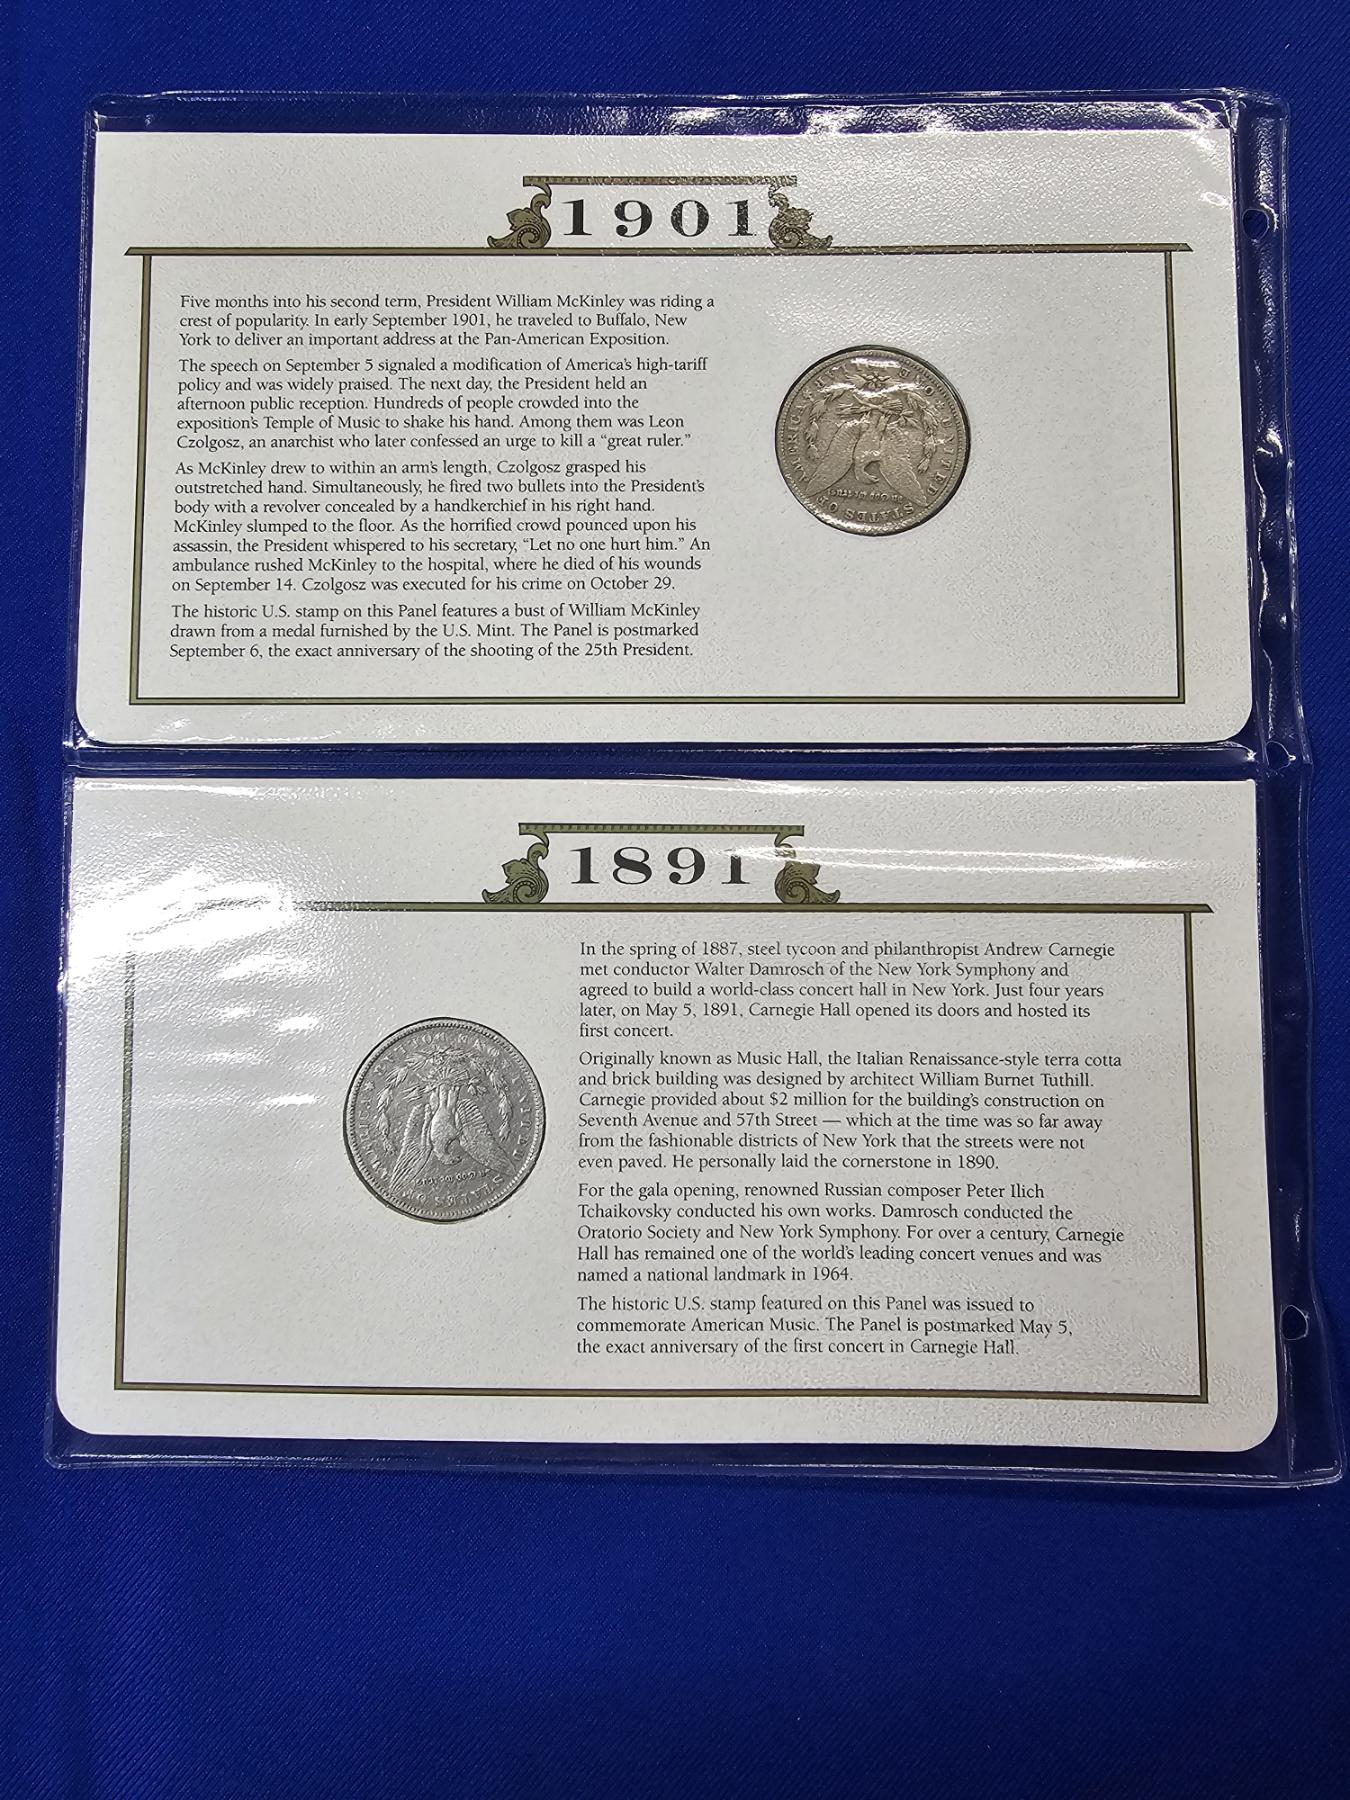 1901
Five months into his second term, President William McKinley was riding a
crest of popularity. In early September 1901, he traveled to Buffalo, New
York to deliver an important address at the Pan-American Exposition.
The speech on September 5 signaled a modification of America's high-tariff
policy and was widely praised. The next day, the President held an
afternoon public reception. Hundreds of people crowded into the
exposition's Temple of Music to shake his hand. Among them was Leon
Czolgosz, an anarchist who later confessed an urge to kill a "great ruler."
As McKinley drew to within an arm's length, Czolgosz grasped his
outstretched hand. Simultaneously, he fired two bullets into the President's
body with a revolver concealed by a handkerchief in his right hand.
McKinley slumped to the floor. As the horrified crowd pounced upon his
assassin, the President whispered to his secretary, "Let no one hurt him." An
ambulance rushed McKinley to the hospital, where he died of his wounds
on September 14. Czolgosz was executed for his crime on October 29.
The historic U.S. stamp on this Panel features a bust of William McKinley
drawn from a medal furnished by the U.S. Mint. The Panel is postmarked
September 6, the exact anniversary of the shooting of the 25th President.
UNITED STATES OF AMERICA
In God we trust
1891
In the spring of 1887, steel tycoon and philanthropist Andrew Carnegie
met conductor Walter Damrosch of the New York Symphony and
agreed to build a world-class concert hall in New York. Just four years
later, on May 5, 1891, Carnegie Hall opened its doors and hosted its
first concert.
Originally known as Music Hall, the Italian Renaissance-style terra cotta
and brick building was designed by architect William Burnet Tuthill.
Carnegie provided about $2 million for the building's construction on
Seventh Avenue and 57th Street — which at the time was so far away
from the fashionable districts of New York that the streets were not
even paved. He personally laid the cornerstone in 1890.
For the gala opening, renowned Russian composer Peter Ilich
Tchaikovsky conducted his own works. Damrosch conducted the
Oratorio Society and New York Symphony. For over a century, Carnegie
Hall has remained one of the world's leading concert venues and was
named a national landmark in 1964.
The historic U.S. stamp featured on this Panel was issued to
commemorate American Music. The Panel is postmarked May 5,
the exact anniversary of the first concert in Carnegie Hall.
UNITED STATES OF AMERICA
In God we trust